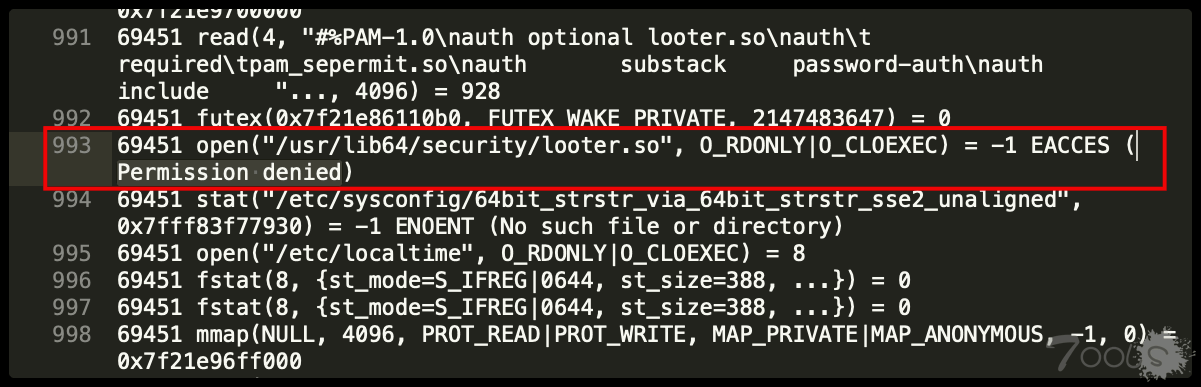 0x7f21e9700000
991 69451 read(4, "#%PAM-1.0\nauth optional looter.so\nauth\t
required\tpam_sepermit.so\nauth       substack     password-auth\nauth
include      "..., 4096) = 928
992 69451 futex(0x7f21e86110b0, FUTEX_WAKE_PRIVATE, 2147483647) = 0
993 69451 open("/usr/lib64/security/looter.so", O_RDONLY|O_CLOEXEC) = -1 EACCES (
Permission denied)
994 69451 stat("/etc/sysconfig/64bit_strstr_via_64bit_strstr_sse2_unaligned",
0x7fff83f77930) = -1 ENOENT (No such file or directory)
995 69451 open("/etc/localtime", O_RDONLY|O_CLOEXEC) = 8
996 69451 fstat(8, {st_mode=S_IFREG|0644, st_size=388, ...}) = 0
997 69451 fstat(8, {st_mode=S_IFREG|0644, st_size=388, ...}) = 0
998 69451 mmap(NULL, 4096, PROT_READ|PROT_WRITE, MAP_PRIVATE|MAP_ANONYMOUS, -1, 0) =
0x7f21e96ff000
7ools